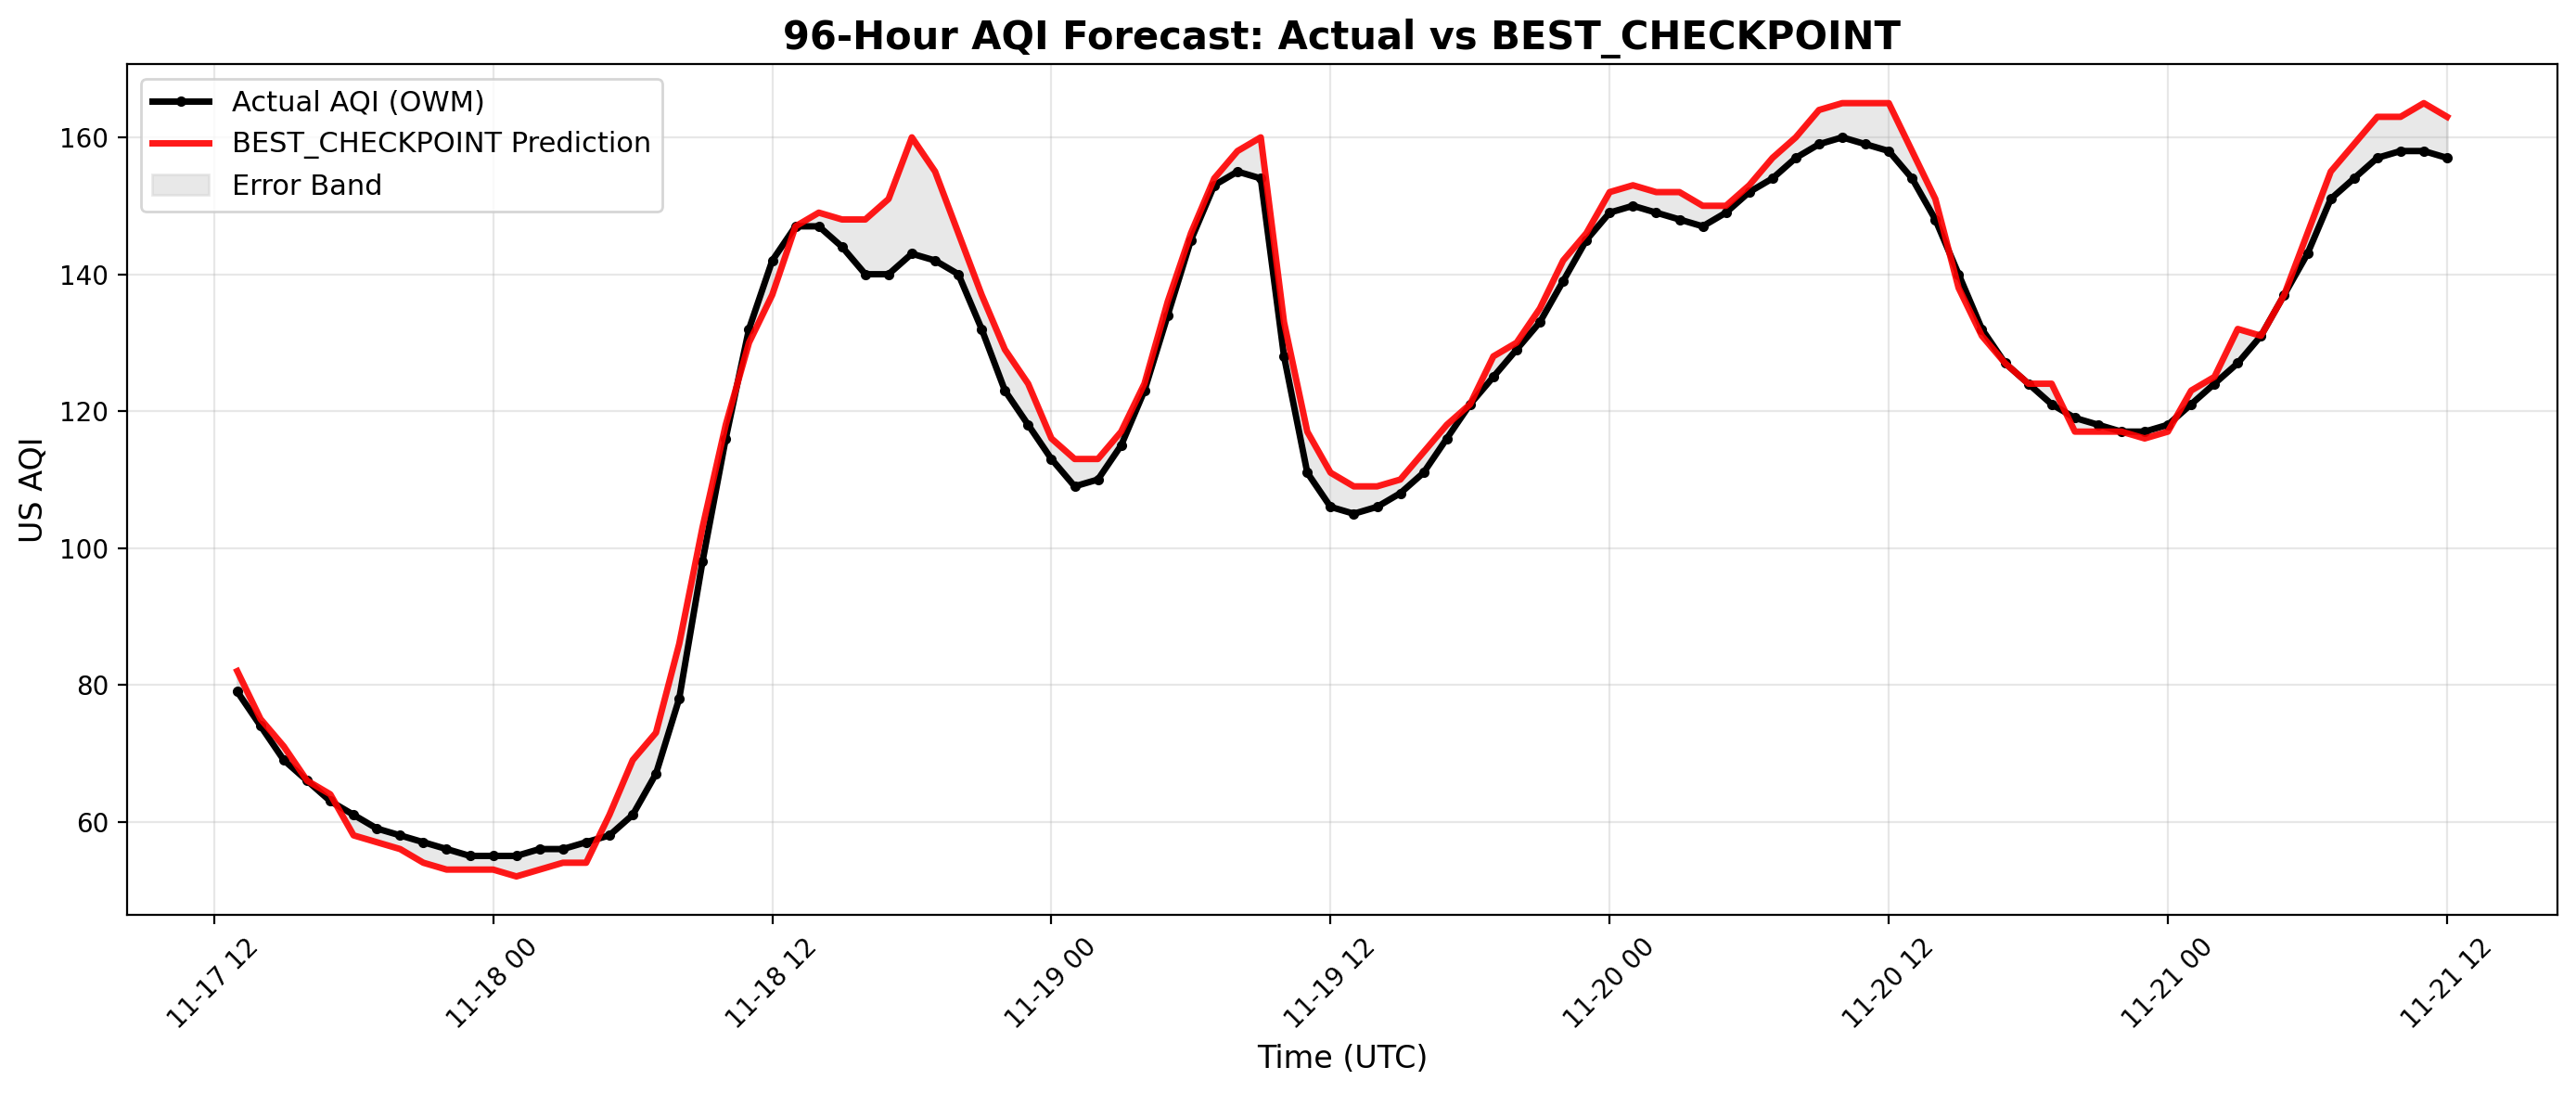 96-Hour AQI Forecast: Actual vs BEST_CHECKPOINT
Actual AQI (OWM)
BEST_CHECKPOINT Prediction
Error Band
US AQI
160
140
120
100
80
60
11-17 12
11-18 00
11-18 12
11-19 00
11-19 12
11-20 00
11-20 12
11-21 00
11-21 12
Time (UTC)